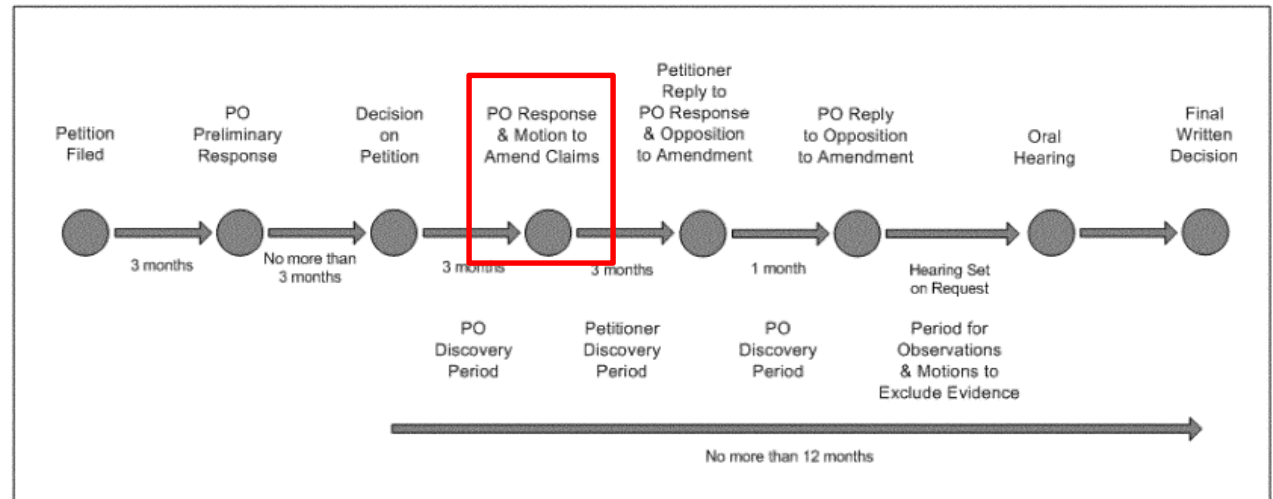 Petition
Filed
PO
Preliminary
Response
Decision
on
Petition
PO Response
& Motion to
Amend Claims
Petitioner
Reply to
PO Response
& Opposition
to Amendment
PO Reply
to Opposition
to Amendment
Oral
Hearing
Final
Written
Decision
3 months
No more than
3 months
3 months
3 months
1 month
Hearing Set
on Request
PO
Discovery
Period
Petitioner
Discovery
Period
PO
Discovery
Period
Period for
Observations
& Motions to
Exclude Evidence
No more than 12 months